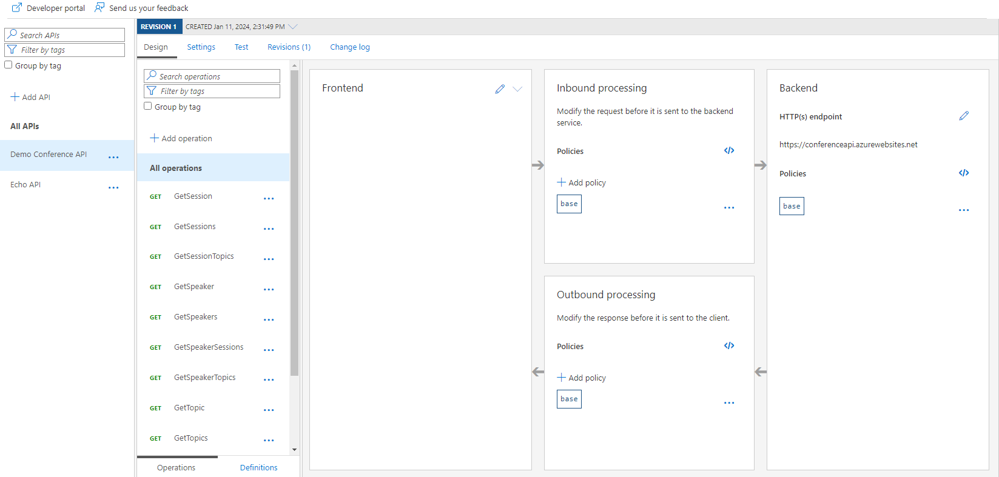 Developer portal
Send us your feedback
Search APIs
Filter by tags
Group by tag
Add API
All APIs
Demo Conference API
...
Echo API
...
REVISION 1
CREATED Jan 11, 2024, 2:31:49 PM
Design
Settings
Test
Revisions (1)
Change log
Search operations
Filter by tags
Group by tag
Add operation
All operations
GET GetSession ...
GET GetSessions ...
GET GetSessionTopics ...
GET GetSpeaker ...
GET GetSpeakers ...
GET GetSpeakerSessions ...
GET GetSpeakerTopics ...
GET GetTopic ...
GET GetTopics ...
Operations
Definitions
Frontend
Inbound processing
Modify the request before it is sent to the backend
service.
Policies </>
Add policy
base ...
Outbound processing
Modify the response before it is sent to the client.
Policies </>
Add policy
base ...
Backend
HTTP(s) endpoint
https://conferenceapi.azurewebsites.net
Policies </>
base ...